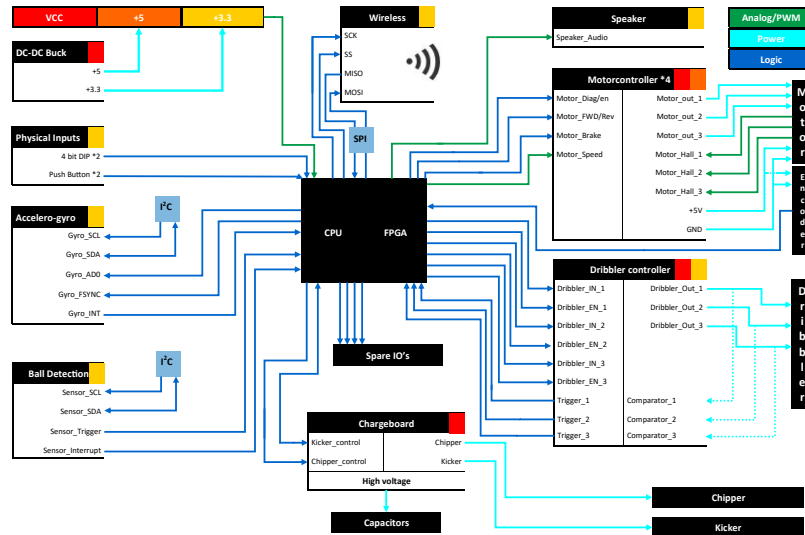 VCC
+5
+3.3
DC-DC Buck
+5
+3.3
Physical Inputs
4 bit DIP *2
Push Button *2
Accelero-gyro
Gyro_SCL
Gyro_SDA
Gyro_AD0
Gyro_FSYNC
Gyro_INT
I²C
Ball Detection
Sensor_SCL
Sensor_SDA
Sensor_Trigger
Sensor_Interrupt
I²C
Wireless
SCK
SS
MISO
MOSI
SPI
CPU
FPGA
Spare IO's
Chargeboard
Kicker_control
Chipper
Chipper_control
Kicker
High voltage
Capacitors
Speaker
Speaker_Audio
Analog/PWM
Power
Logic
Motorcontroller *4
Motor_Diag/en
Motor_out_1
Motor_FWD/Rev
Motor_out_2
Motor_Brake
Motor_out_3
Motor_Speed
Motor_Hall_1
Motor_Hall_2
Motor_Hall_3
+5V
GND
Motor
Encoder
Dribbler controller
Dribbler_IN_1
Dribbler_Out_1
Dribbler_EN_1
Dribbler_Out_2
Dribbler_IN_2
Dribbler_Out_3
Dribbler_EN_2
Dribbler_IN_3
Dribbler_EN_3
Trigger_1
Comparator_1
Trigger_2
Comparator_2
Trigger_3
Comparator_3
Dribbler
Chipper
Kicker